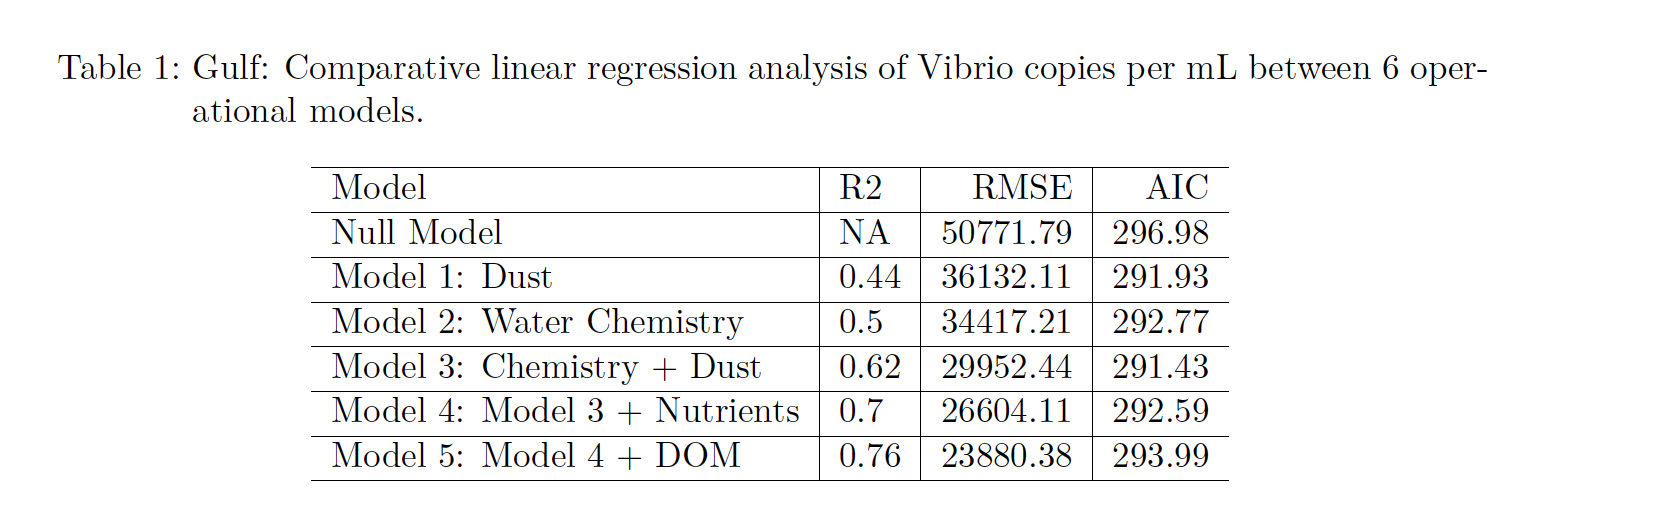 Table 1: Gulf: Comparative linear regression analysis of Vibrio copies per mL between 6 oper-
ational models.
Model R2 RMSE AIC
Null Model NA 50771.79 296.98
Model 1: Dust 0.44 36132.11 291.93
Model 2: Water Chemistry 0.5 34417.21 292.77
Model 3: Chemistry + Dust 0.62 29952.44 291.43
Model 4: Model 3 + Nutrients 0.7 26604.11 292.59
Model 5: Model 4 + DOM 0.76 23880.38 293.99